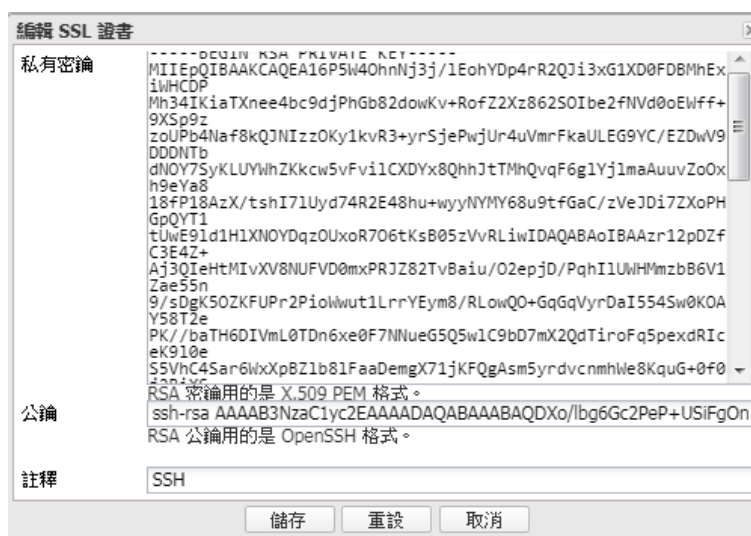 編輯 SSL 證書
私有密鑰
-----BEGIN RSA PRIVATE KEY-----
MIIEpQIBAAKCAQEA16P5W4OhnNj3j/lEohYDp4rR2QJi3xG1XD0FDBMhEx
iWHCDP
Mh34IKiaTXnee4bc9djPhGb82dowKv+RofZ2Xz862SOIbe2fNVd0oEWff+
9XSp9z
zoUPb4Naf8kQJNIzzOKy1kvR3+yrSjePwjUr4uVmrFkaULEG9YC/EZDwV9
DDDNTb
dNOY7SyKLUYWhZKkcw5vFvilCXDYx8QhhJtTMhQvqF6glYjlmaAuuvZoOx
h9eYa8
18fP18AzX/tshI7lUyd74R2E48hu+wyyNYMY68u9tfGaC/zVeJDi7ZXoPH
GpQYT1
tUwE9ld1HlXNOYDqzOUxoR7O6tKsB05zVvRLiwIDAQABAoIBAAzr12pDZf
C3E4Z+
Aj3QIeHtMIvXV8NUFVD0mxPRJZ82TvBaiu/O2epjD/PqhIlUWHMmzbB6V1
Zae55n
9/sDgK5OZKFUPr2PioWwut1LrrYEym8/RLowQO+GqGqVyrDaI554Sw0KOA
Y58T2e
PK//baTH6DIVmL0TDn6xe0F7NNueG5Q5wlC9bD7mX2QdTiroFq5pexdRIc
eK9l0e
S5VhC4Sar6WxXpBZlb8lFaaDemgX71jKFQgAsm5yrdvcnmhWe8KquG+0f0
RSA 密鑰用的是 X.509 PEM 格式。
公鑰
ssh-rsa AAAAB3NzaC1yc2EAAAADAQABAAABAQDXo/lbg6Gc2PeP+USiFgOn
RSA 公鑰用的是 OpenSSH 格式。
註釋
SSH
儲存 重設 取消